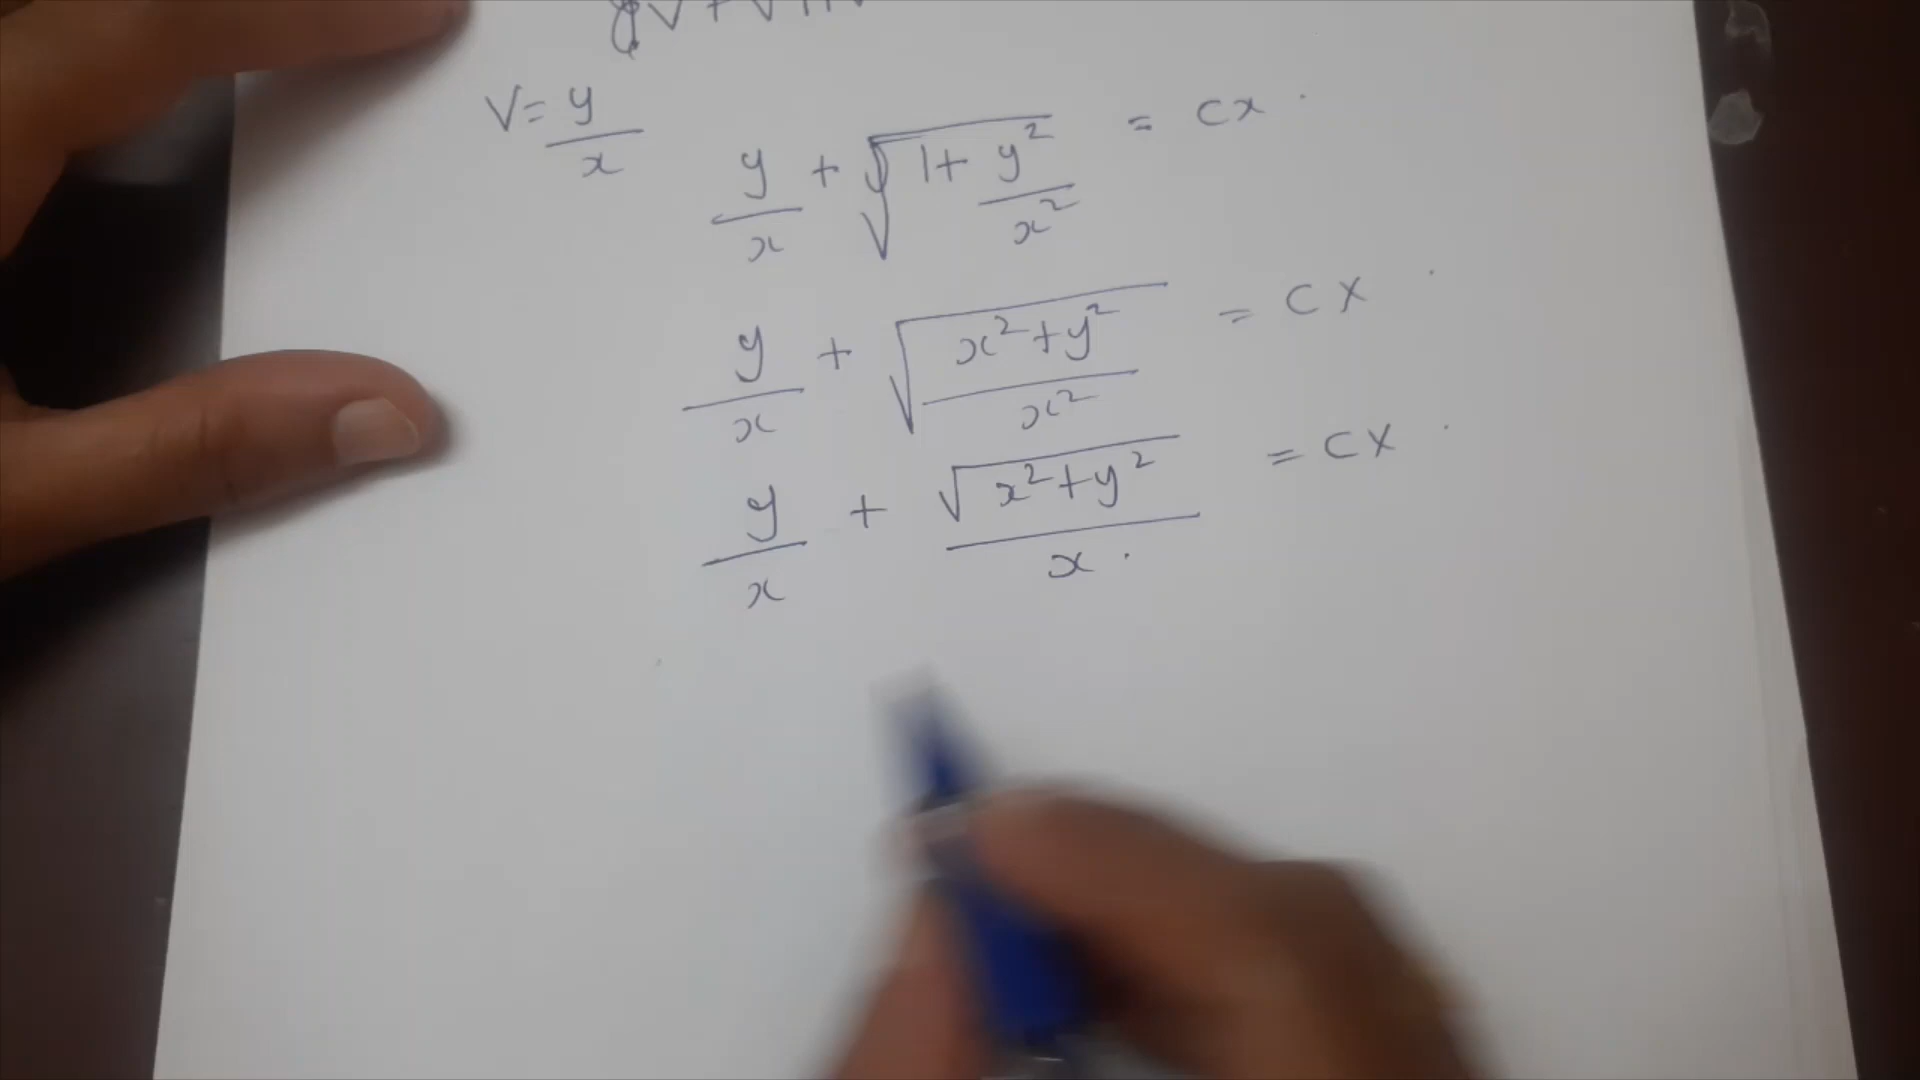 V = y/x
y/x + √(1 + y²/x²) = cx.
y/x + √((x² + y²)/x²) = cx.
y/x + √(x² + y²)/x. = cx.